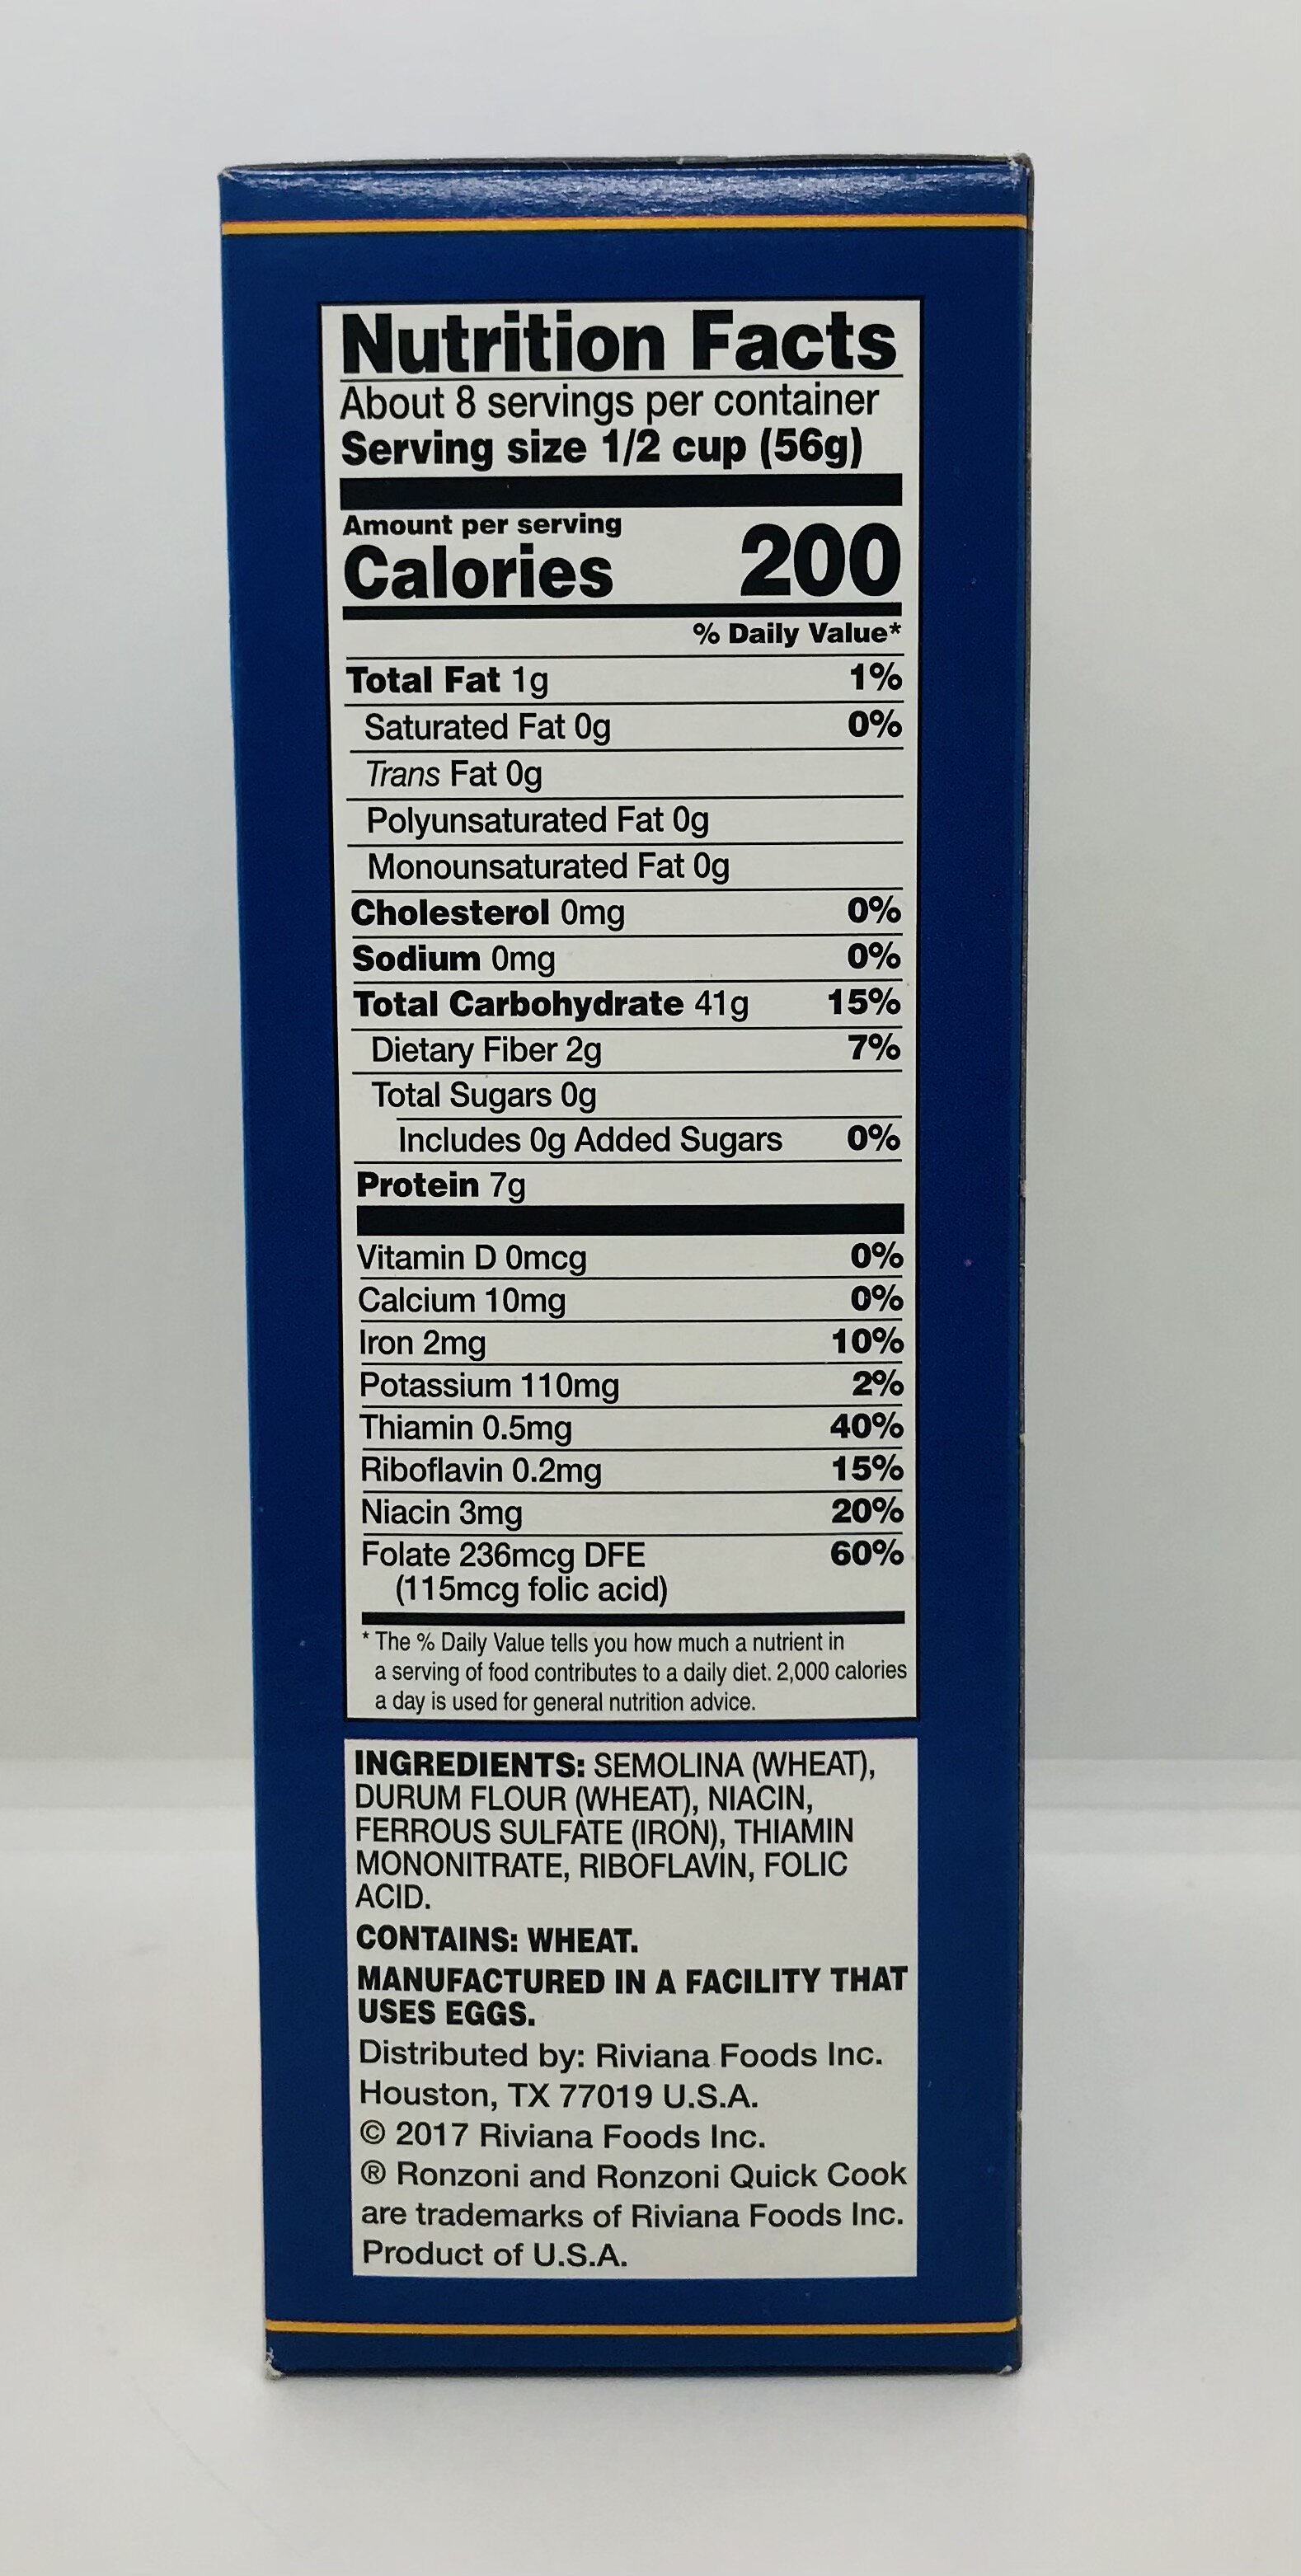 Nutrition Facts
About 8 servings per container
Serving size 1/2 cup (56g)
Amount per serving
Calories 200
% Daily Value*
Total Fat 1g 1%
Saturated Fat 0g 0%
Trans Fat 0g
Polyunsaturated Fat 0g
Monounsaturated Fat 0g
Cholesterol 0mg 0%
Sodium 0mg 0%
Total Carbohydrate 41g 15%
Dietary Fiber 2g 7%
Total Sugars 0g
Includes 0g Added Sugars 0%
Protein 7g
Vitamin D 0mcg 0%
Calcium 10mg 0%
Iron 2mg 10%
Potassium 110mg 2%
Thiamin 0.5mg 40%
Riboflavin 0.2mg 15%
Niacin 3mg 20%
Folate 236mcg DFE 60%
(115mcg folic acid)
* The % Daily Value tells you how much a nutrient in
a serving of food contributes to a daily diet. 2,000 calories
a day is used for general nutrition advice.
INGREDIENTS: SEMOLINA (WHEAT),
DURUM FLOUR (WHEAT), NIACIN,
FERROUS SULFATE (IRON), THIAMIN
MONONITRATE, RIBOFLAVIN, FOLIC
ACID.
CONTAINS: WHEAT.
MANUFACTURED IN A FACILITY THAT
USES EGGS.
Distributed by: Riviana Foods Inc.
Houston, TX 77019 U.S.A.
© 2017 Riviana Foods Inc.
® Ronzoni and Ronzoni Quick Cook
are trademarks of Riviana Foods Inc.
Product of U.S.A.